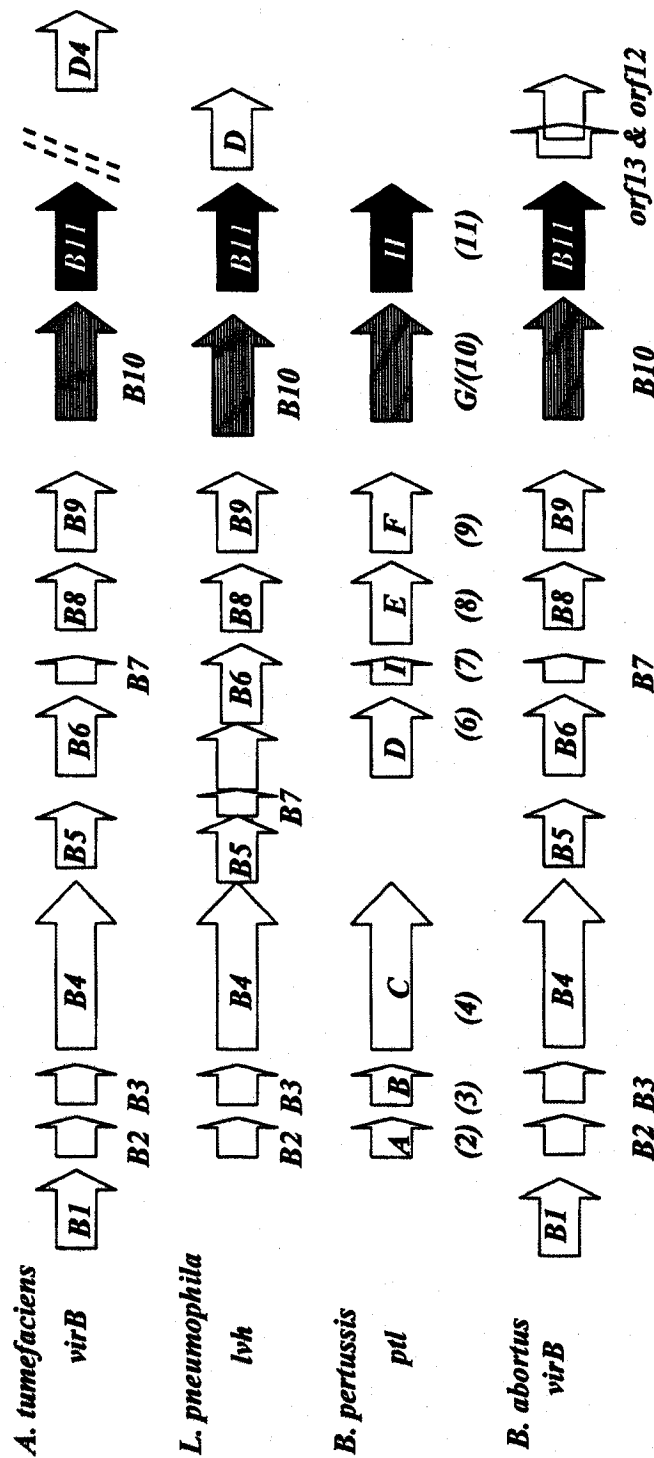 A. tumefaciens
virB
B1
B2 B3
B4
B5
B6
B7
B8
B9
B10
B11
D4
L. pneumophila
lvh
B2 B3
B4
B5
B7
B6
B8
B9
B10
B11
D
B. pertussis
ptl
A
B
C
D
I
E
F
(2) (3)
(4)
(6)
(7)
(8)
(9)
G/(10)
(11)
B. abortus
virB
B1
B2 B3
B4
B5
B6
B7
B8
B9
B10
B11
orf13 & orf12